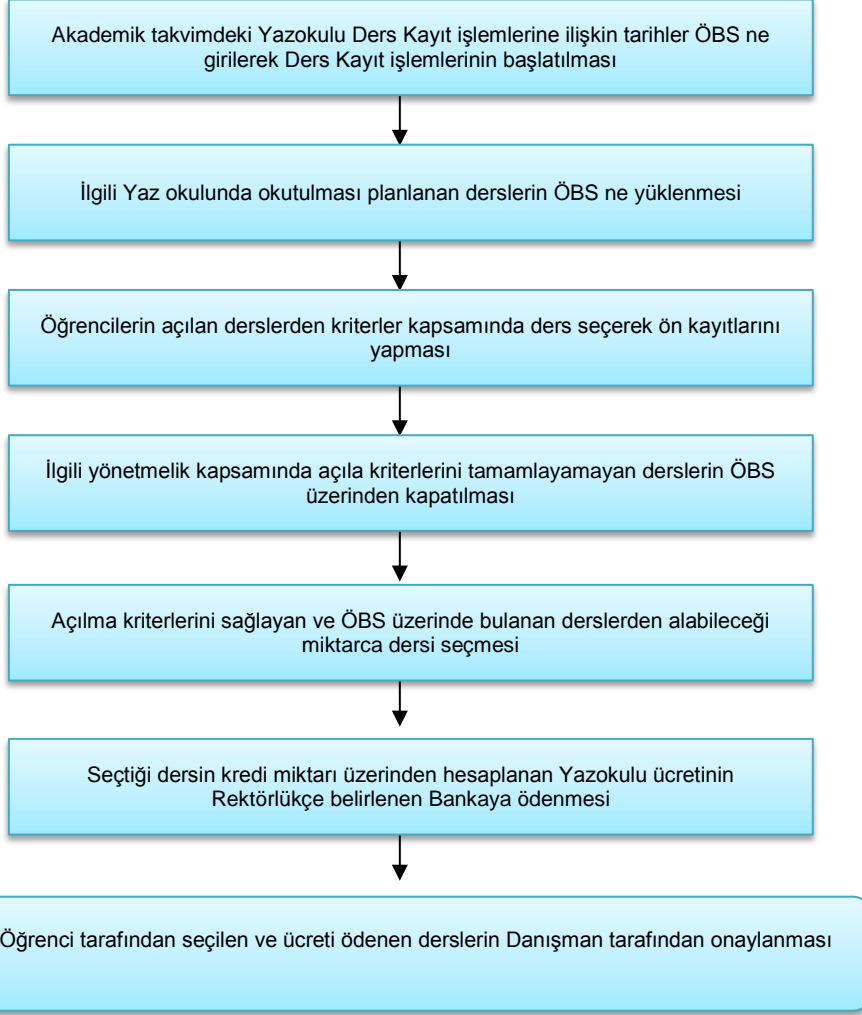 Akademik takvimdeki Yazokulu Ders Kayıt işlemlerine ilişkin tarihler ÖBS ne
girilerek Ders Kayıt işlemlerinin başlatılması
İlgili Yaz okulunda okutulması planlanan derslerin ÖBS ne yüklenmesi
Öğrencilerin açılan derslerden kriterler kapsamında ders seçerek ön kayıtlarını
yapması
İlgili yönetmelik kapsamında açıla kriterlerini tamamlayamayan derslerin ÖBS
üzerinden kapatılması
Açılma kriterlerini sağlayan ve ÖBS üzerinde bulanan derslerden alabileceği
miktarca dersi seçmesi
Seçtiği dersin kredi miktarı üzerinden hesaplanan Yazokulu ücretinin
Rektörlükçe belirlenen Bankaya ödenmesi
Öğrenci tarafından seçilen ve ücreti ödenen derslerin Danışman tarafından onaylanması